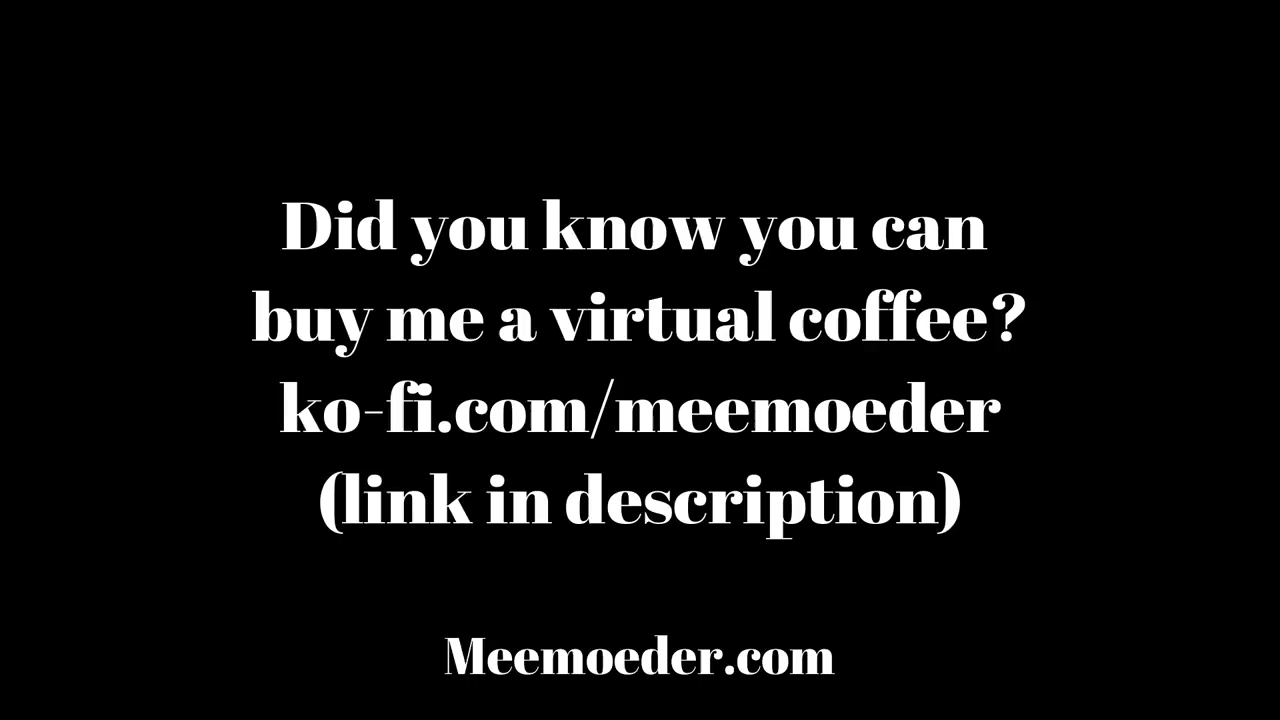 Did you know you can
buy me a virtual coffee?
ko-fi.com/meemoeder
(link in description)
Meemoeder.com